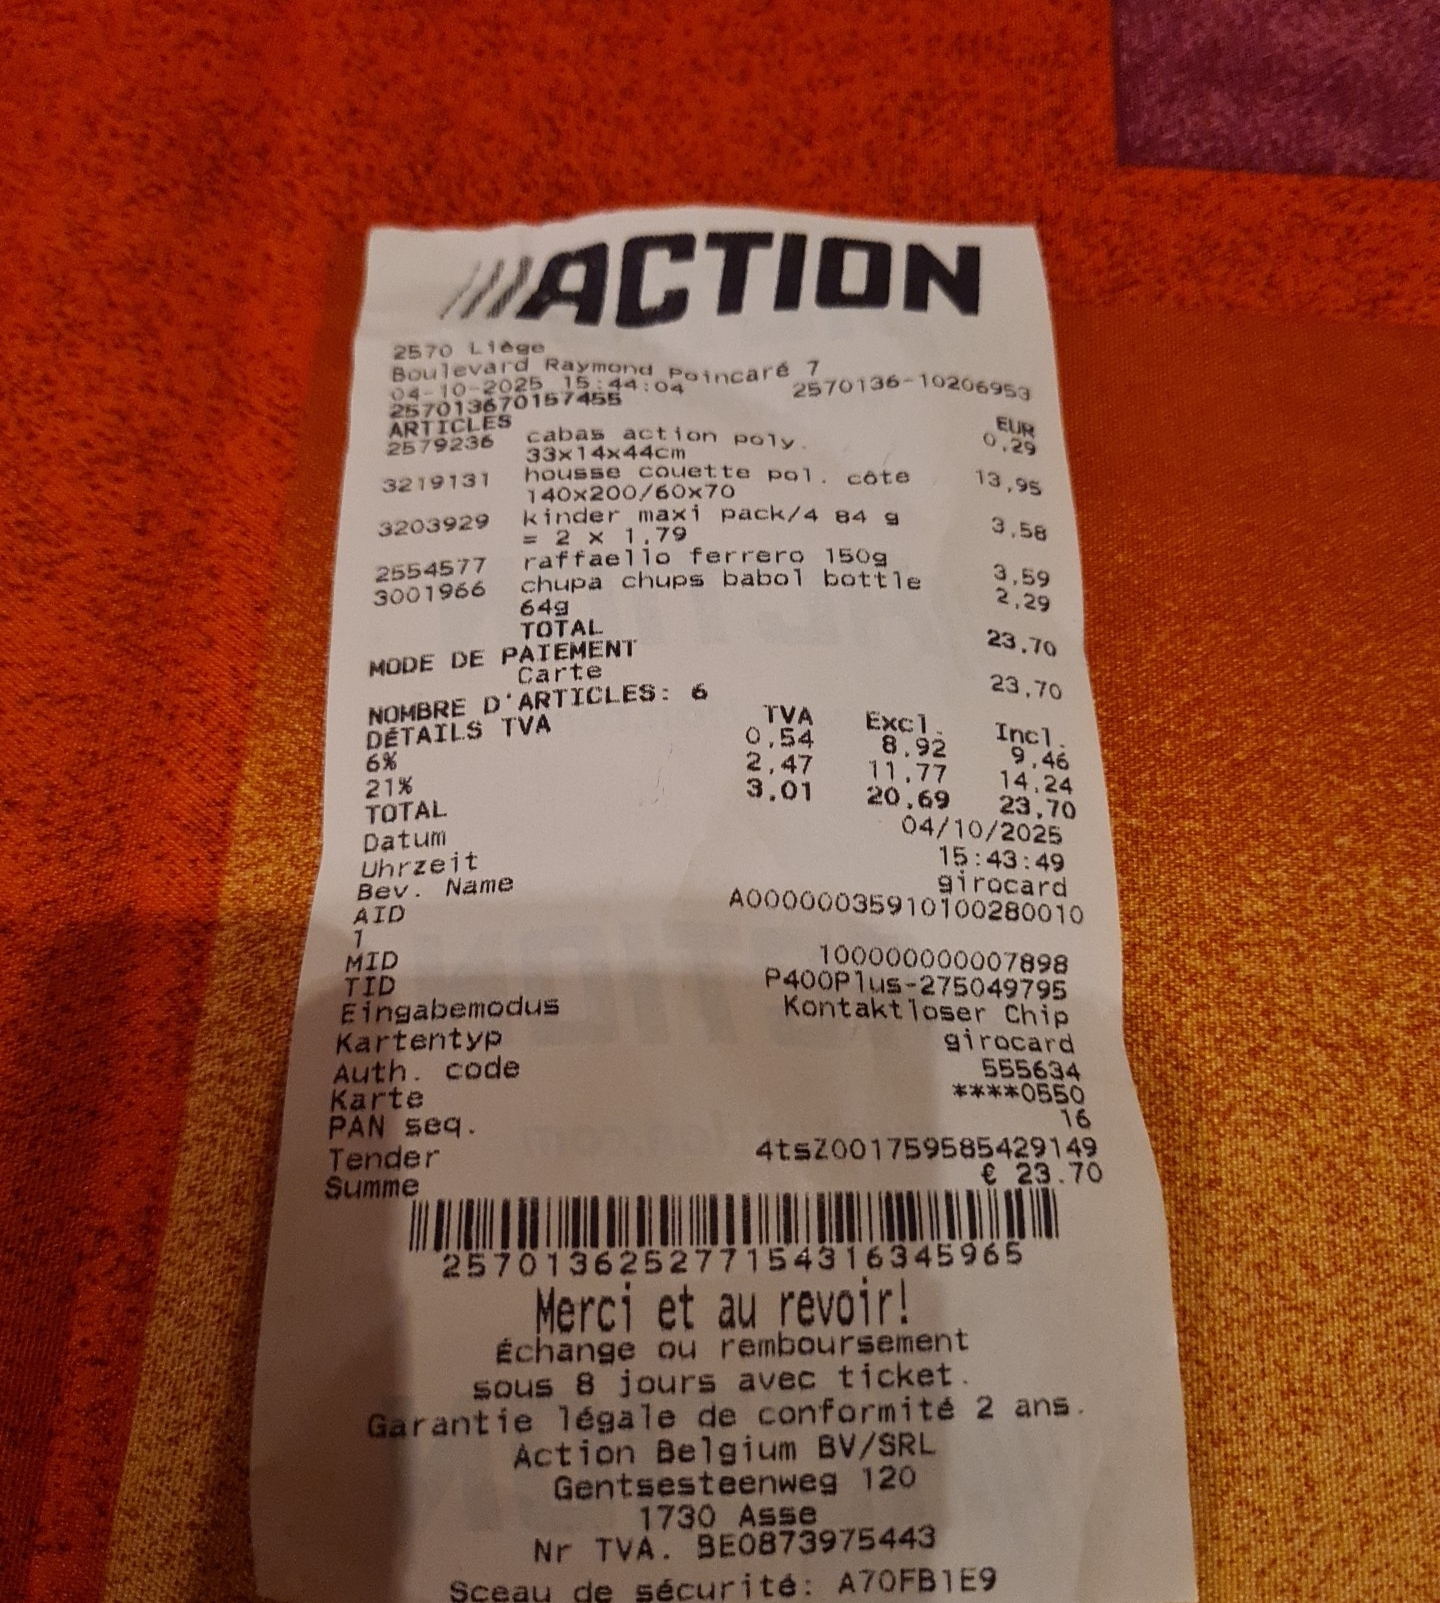 ///ACTION
2570 Liège
Boulevard Raymond Poincaré 7
04-10-2025 15:44:04 2570136-10206953
257013670157455
ARTICLES EUR
2579236 cabas action poly. 0,29
33x14x44cm
3219131 housse couette pol. côte 13,95
140x200/60x70
3203929 kinder maxi pack/4 84 g 3,58
= 2 x 1,79
2554577 raffaello ferrero 150g 3,59
3001966 chupa chups babol bottle 2,29
64g
TOTAL 23,70
MODE DE PAIEMENT
Carte 23,70
NOMBRE D'ARTICLES: 6
DÉTAILS TVA TVA Excl. Incl.
6% 0,54 8,92 9,46
21% 2,47 11,77 14,24
TOTAL 3,01 20,69 23,70
Datum 04/10/2025
Uhrzeit 15:43:49
Bev. Name girocard
AID A00000035910100280010
1
MID 100000000007898
TID P400Plus-275049795
Eingabemodus Kontaktloser Chip
Kartentyp girocard
Auth. code 555634
Karte ****0550
PAN seq. 16
Tender 4tsZ001759585429149
Summe € 23.70
257013625277154316345965
Merci et au revoir!
Échange ou remboursement
sous 8 jours avec ticket.
Garantie légale de conformité 2 ans.
Action Belgium BV/SRL
Gentsesteenweg 120
1730 Asse
Nr TVA. BE0873975443
Sceau de sécurité: A70FB1E9